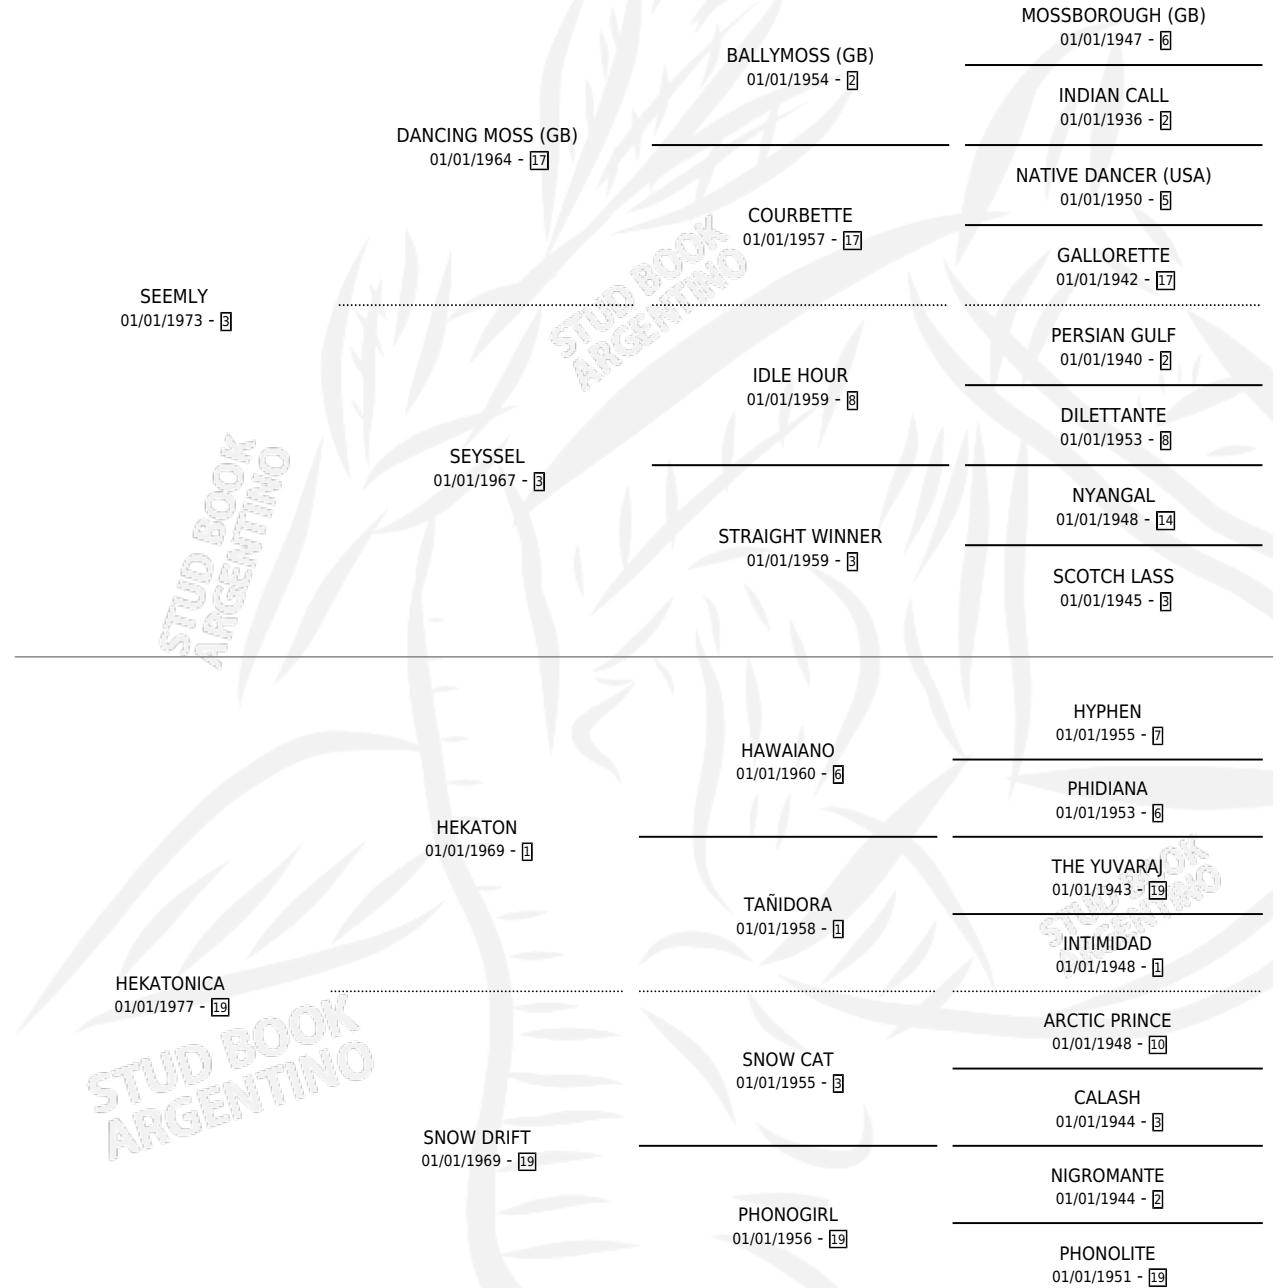 MOSSBOROUGH (GB)
01/01/1947 - 6
BALLYMOSS (GB)
01/01/1954 - 2
INDIAN CALL
01/01/1936 - 2
DANCING MOSS (GB)
01/01/1964 - 17
NATIVE DANCER (USA)
01/01/1950 - 5
COURBETTE
01/01/1957 - 17
GALLORETTE
01/01/1942 - 17
SEEMLY
01/01/1973 - 3
PERSIAN GULF
01/01/1940 - 2
IDLE HOUR
01/01/1959 - 8
DILETTANTE
01/01/1953 - 8
SEYSSEL
01/01/1967 - 3
NYANGAL
01/01/1948 - 14
STRAIGHT WINNER
01/01/1959 - 3
SCOTCH LASS
01/01/1945 - 3
HYPHEN
01/01/1955 - 7
HAWAIANO
01/01/1960 - 6
PHIDIANA
01/01/1953 - 6
HEKATON
01/01/1969 - 1
THE YUVARAJ
01/01/1943 - 19
TAÑIDORA
01/01/1958 - 1
INTIMIDAD
01/01/1948 - 1
HEKATONICA
01/01/1977 - 19
ARCTIC PRINCE
01/01/1948 - 10
SNOW CAT
01/01/1955 - 3
CALASH
01/01/1944 - 3
SNOW DRIFT
01/01/1969 - 19
NIGROMANTE
01/01/1944 - 2
PHONOGIRL
01/01/1956 - 19
PHONOLITE
01/01/1951 - 19
STUD BOOK
ARGENTINO
STUD BOOK
ARGENTINO
STUD BOOK
ARGENTINO
STUD BOOK
ARGENTINO